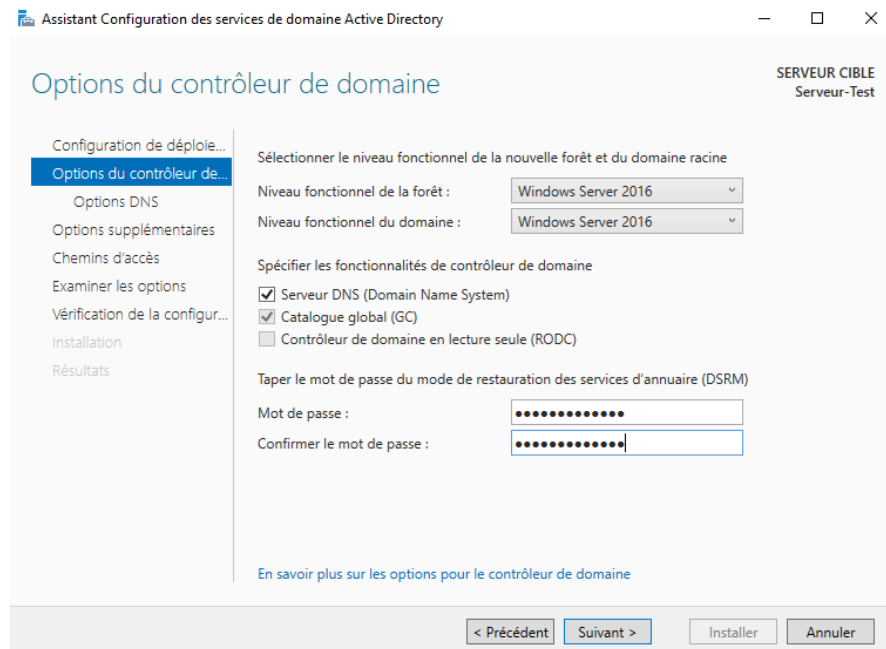 Assistant Configuration des services de domaine Active Directory
Options du contrôleur de domaine
SERVEUR CIBLE
Serveur-Test
Configuration de déploie...
Options du contrôleur de...
Options DNS
Options supplémentaires
Chemins d'accès
Examiner les options
Vérification de la configur...
Installation
Résultats
Sélectionner le niveau fonctionnel de la nouvelle forêt et du domaine racine
Niveau fonctionnel de la forêt : Windows Server 2016
Niveau fonctionnel du domaine : Windows Server 2016
Spécifier les fonctionnalités de contrôleur de domaine
Serveur DNS (Domain Name System)
Catalogue global (GC)
Contrôleur de domaine en lecture seule (RODC)
Taper le mot de passe du mode de restauration des services d'annuaire (DSRM)
Mot de passe : •••••••••••••
Confirmer le mot de passe : •••••••••••••
En savoir plus sur les options pour le contrôleur de domaine
< Précédent Suivant > Installer Annuler